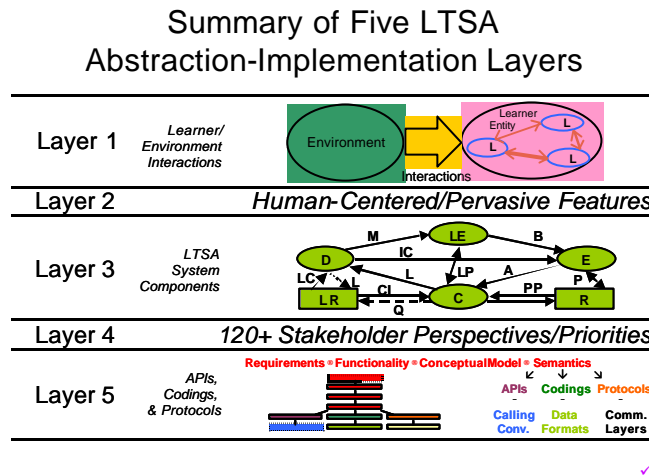 Summary of Five LTSA
Abstraction-Implementation Layers
Layer 1
Learner/
Environment
Interactions
Environment
Interactions
Learner
Entity
L
L
L
Layer 2
Human-Centered/Pervasive Features
Layer 3
LTSA
System
Components
M
LE
B
D
IC
E
LC
L
L
LP
A
P
LR
CI
Q
C
PP
R
Layer 4
120+ Stakeholder Perspectives/Priorities
Layer 5
APIs,
Codings,
& Protocols
Requirements Functionality ConceptualModel Semantics
APIs Codings Protocols
Calling
Conv.
Data
Formats
Comm.
Layers